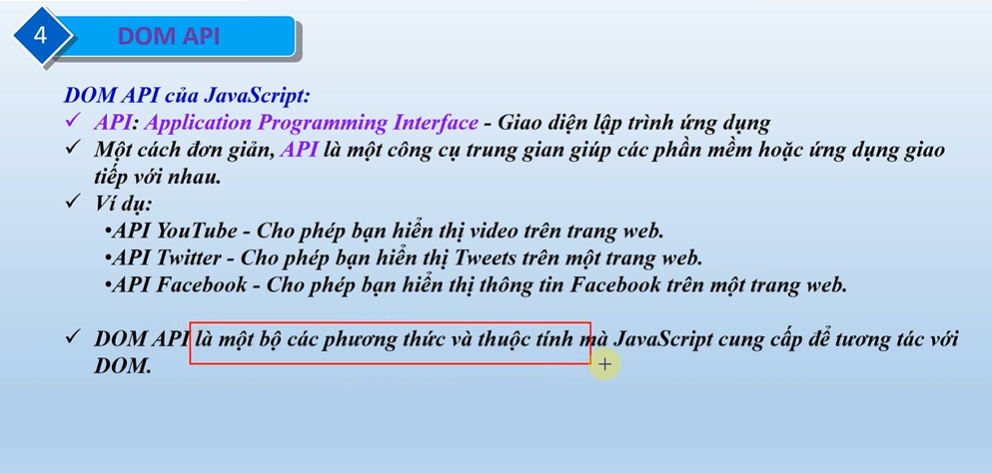 4
DOM API
DOM API của JavaScript:
✓ API: Application Programming Interface - Giao diện lập trình ứng dụng
✓ Một cách đơn giản, API là một công cụ trung gian giúp các phần mềm hoặc ứng dụng giao
tiếp với nhau.
✓ Ví dụ:
•API YouTube - Cho phép bạn hiển thị video trên trang web.
•API Twitter - Cho phép bạn hiển thị Tweets trên một trang web.
•API Facebook - Cho phép bạn hiển thị thông tin Facebook trên một trang web.
✓ DOM API là một bộ các phương thức và thuộc tính mà JavaScript cung cấp để tương tác với
DOM.